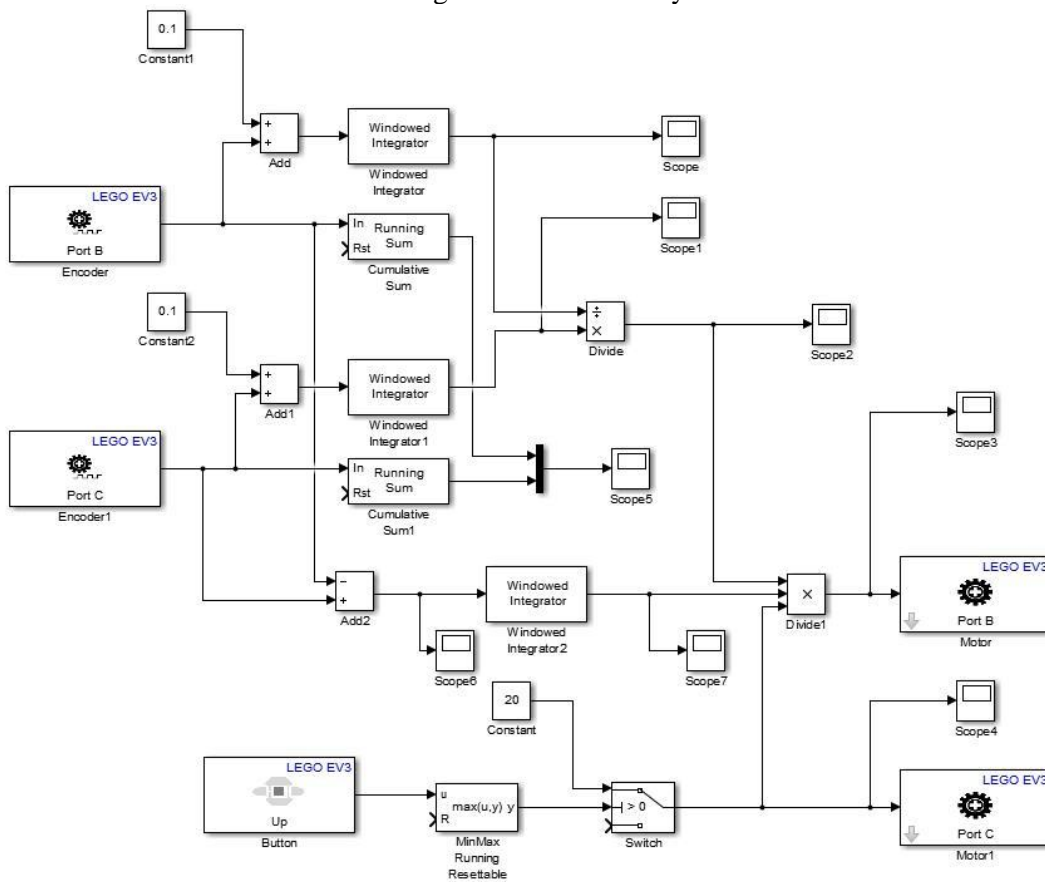 0.1
Constant1
+
+
Add
Windowed
Integrator
Windowed
Integrator
Scope
LEGO EV3
Port B
Encoder
In
Rst
Running
Sum
Cumulative
Sum
Scope1
0.1
Constant2
÷
×
Divide
Scope2
+
+
Add1
Windowed
Integrator
Windowed
Integrator1
Scope3
LEGO EV3
Port C
Encoder1
In
Rst
Running
Sum
Cumulative
Sum1
Scope5
−
+
Add2
Windowed
Integrator
Windowed
Integrator2
×
Divide1
LEGO EV3
Port B
Motor
Scope6
Scope7
20
Constant
Scope4
LEGO EV3
Up
Button
u
R
max(u,y)
y
MinMax
Running
Resettable
> 0
Switch
LEGO EV3
Port C
Motor1